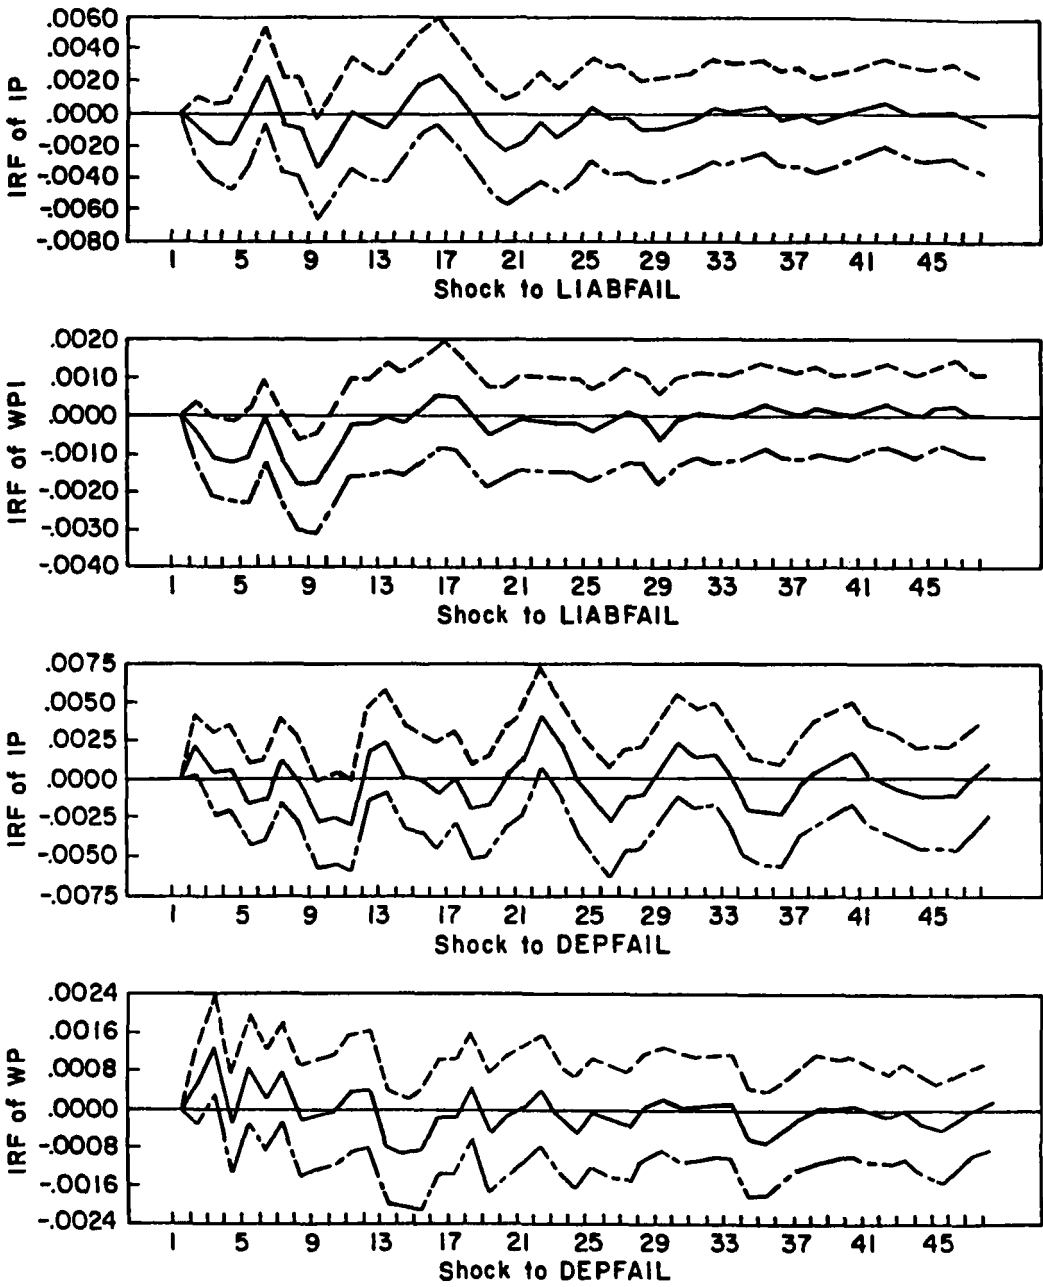 .0060
.0040
.0020
.0000
-.0020
-.0040
-.0060
-.0080
IRF of IP
1 5 9 13 17 21 25 29 33 37 41 45
Shock to LIABFAIL
.0020
.0010
.0000
-.0010
-.0020
-.0030
-.0040
IRF of WPI
1 5 9 13 17 21 25 29 33 37 41 45
Shock to LIABFAIL
.0075
.0050
.0025
.0000
-.0025
-.0050
-.0075
IRF of IP
1 5 9 13 17 21 25 29 33 37 41 45
Shock to DEPFAIL
.0024
.0016
.0008
.0000
-.0008
-.0016
-.0024
IRF of WP
1 5 9 13 17 21 25 29 33 37 41 45
Shock to DEPFAIL